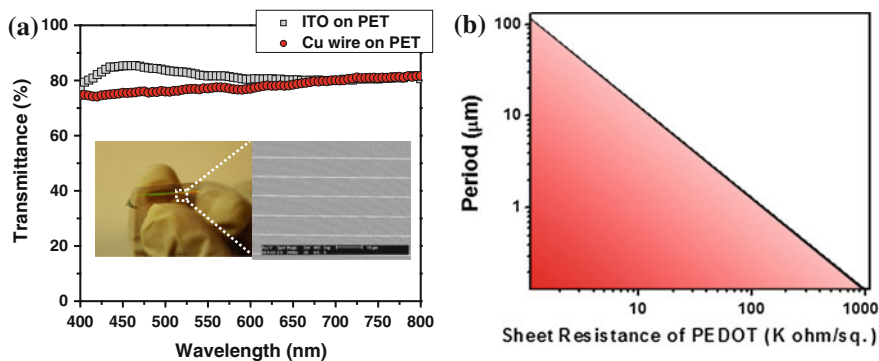 (a)
100
80
60
40
20
0
Transmittance (%)
ITO on PET
Cu wire on PET
400 450 500 550 600 650 700 750 800
Wavelength (nm)
(b)
100
10
1
Period (μm)
10 100 1000
Sheet Resistance of PEDOT (K ohm/sq.)